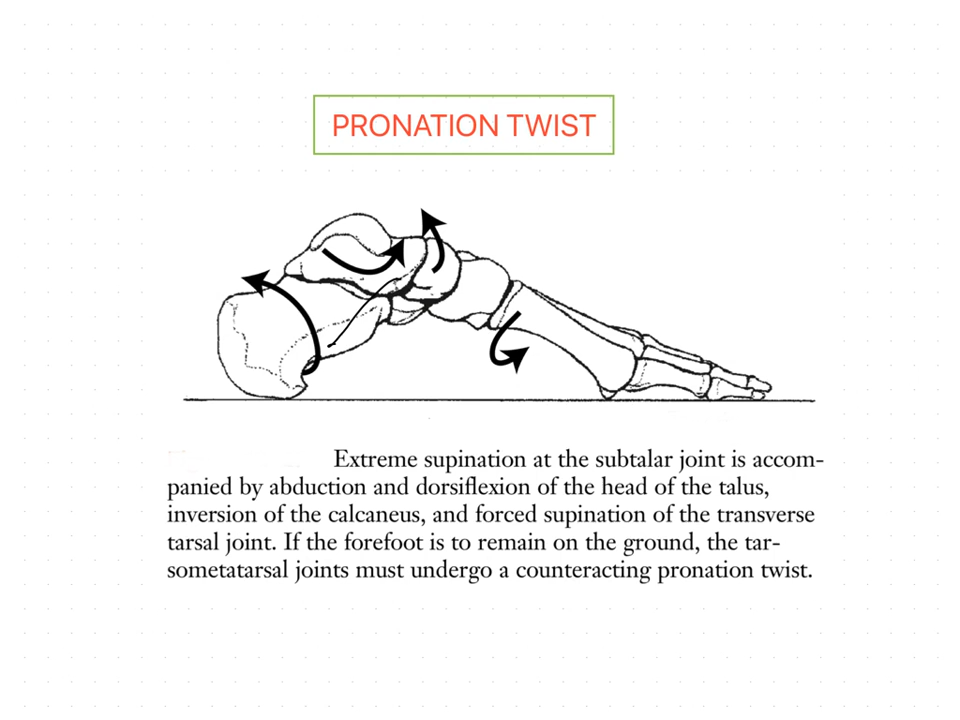 PRONATION TWIST
Extreme supination at the subtalar joint is accom-
panied by abduction and dorsiflexion of the head of the talus,
inversion of the calcaneus, and forced supination of the transverse
tarsal joint. If the forefoot is to remain on the ground, the tar-
sometatarsal joints must undergo a counteracting pronation twist.